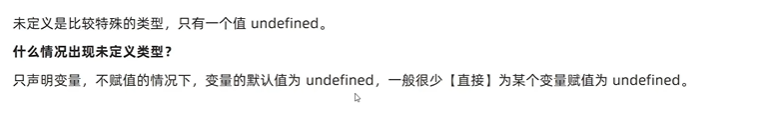 未定义是比较特殊的类型，只有一个值 undefined。
什么情况出现未定义类型？
只声明变量，不赋值的情况下，变量的默认值为 undefined，一般很少【直接】为某个变量赋值为 undefined。